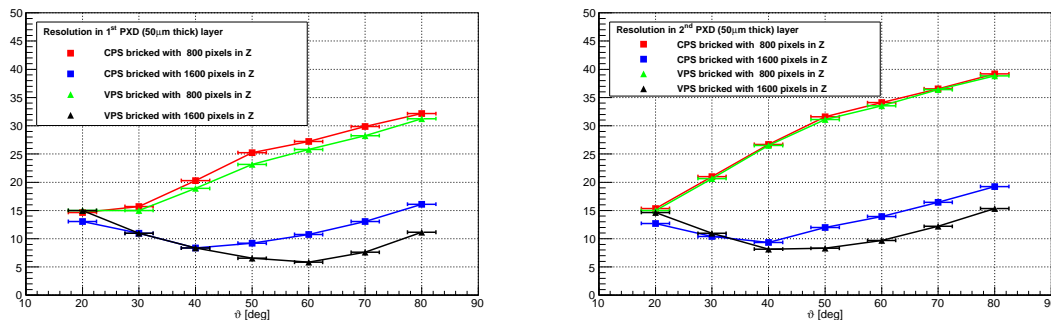 50
45
40
35
30
25
20
15
10
5
0
Resolution in 1st PXD (50μm thick) layer
CPS bricked with 800 pixels in Z
CPS bricked with 1600 pixels in Z
VPS bricked with 800 pixels in Z
VPS bricked with 1600 pixels in Z
10 20 30 40 50 60 70 80 90
ϑ [deg]
50
45
40
35
30
25
20
15
10
5
0
Resolution in 2nd PXD (50μm thick) layer
CPS bricked with 800 pixels in Z
CPS bricked with 1600 pixels in Z
VPS bricked with 800 pixels in Z
VPS bricked with 1600 pixels in Z
10 20 30 40 50 60 70 80 90
ϑ [deg]